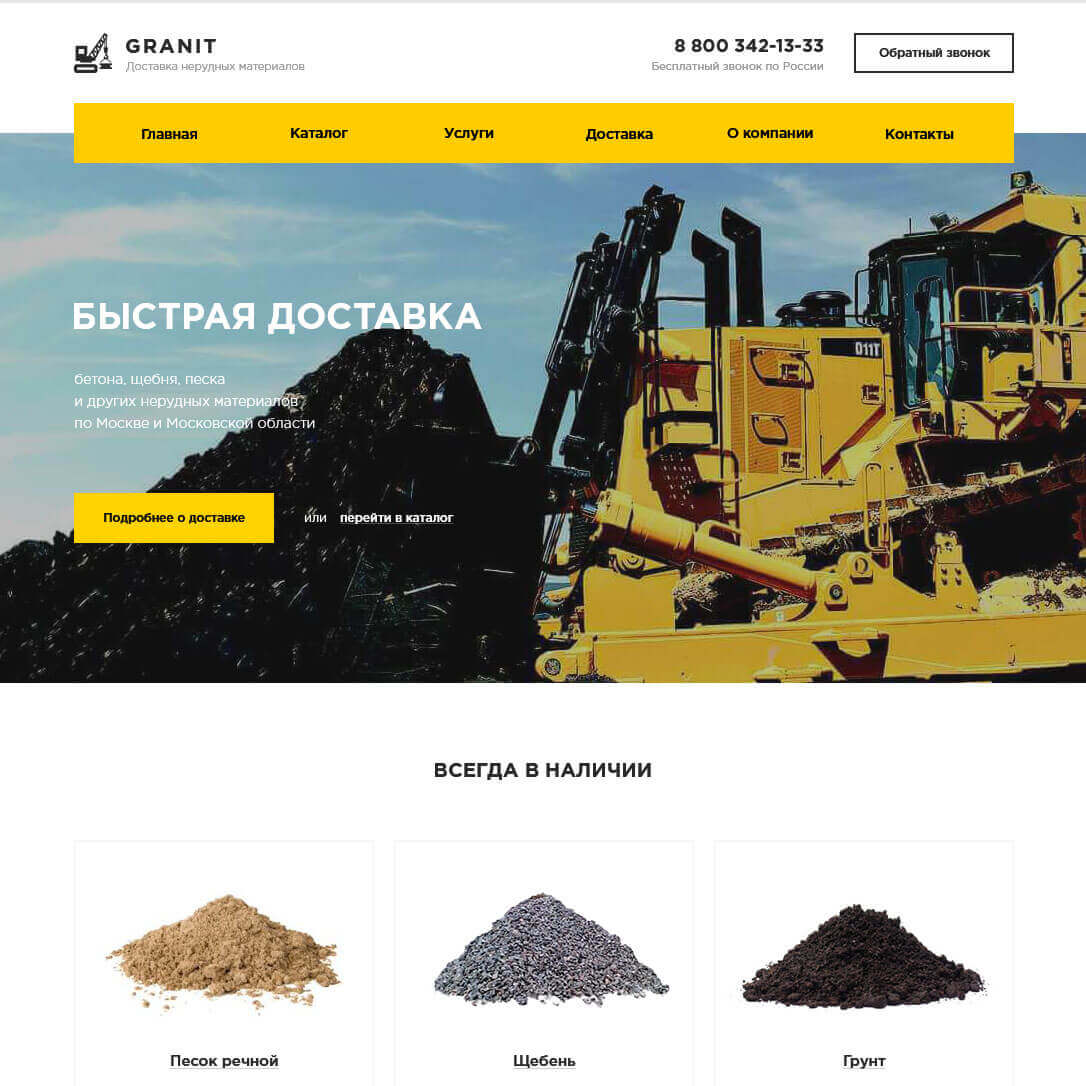 GRANIT
Доставка нерудных материалов
8 800 342-13-33
Бесплатный звонок по России
Обратный звонок
Главная Каталог Услуги Доставка О компании Контакты
БЫСТРАЯ ДОСТАВКА
D11T
бетона, щебня, песка
и других нерудных материалов
по Москве и Московской области
Подробнее о доставке или перейти в каталог
ВСЕГДА В НАЛИЧИИ
Песок речной Щебень Грунт